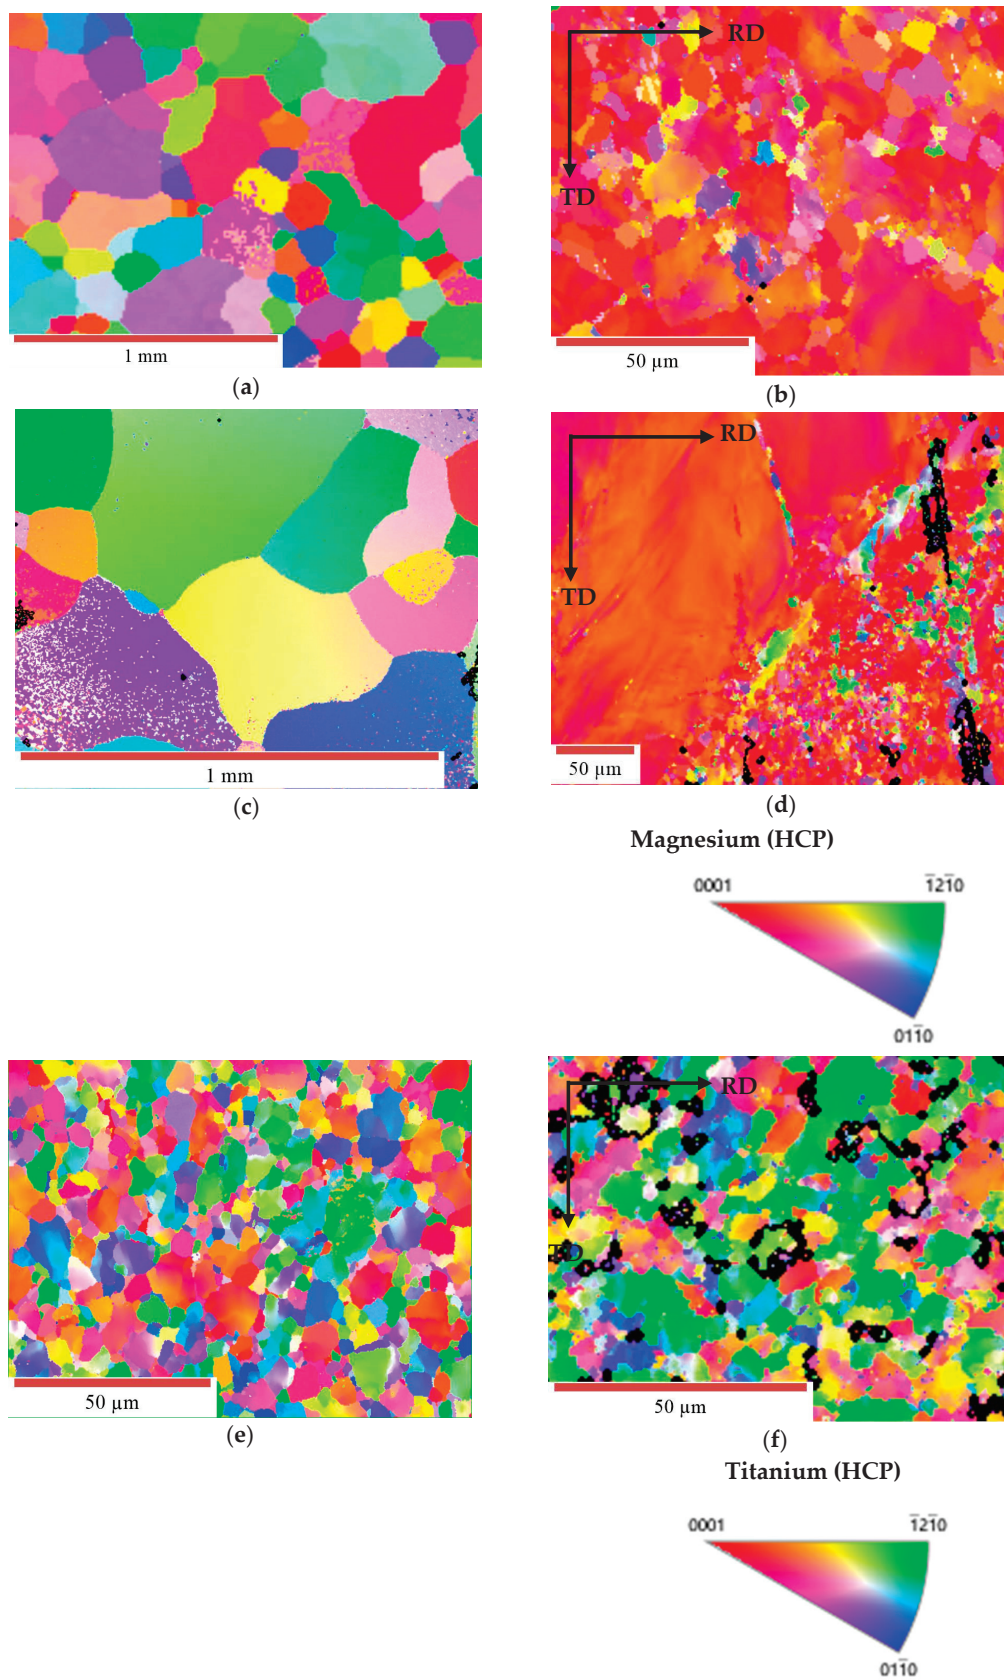 RD
TD
1 mm
50 µm
(a)
(b)
RD
TD
1 mm
50 µm
(c)
(d)
Magnesium (HCP)
0001
1̅21̅0
011̅0
RD
TD
50 µm
50 µm
(e)
(f)
Titanium (HCP)
0001
1̅21̅0
011̅0